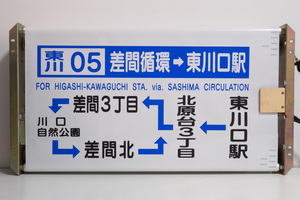 東川 05 差間循環➡東川口駅
FOR HIGASHI-KAWAGUCHI STA. via. SASHIMA CIRCULATION
差間3丁目
川口
自然公園
差間北
北原台3丁目
東川口駅